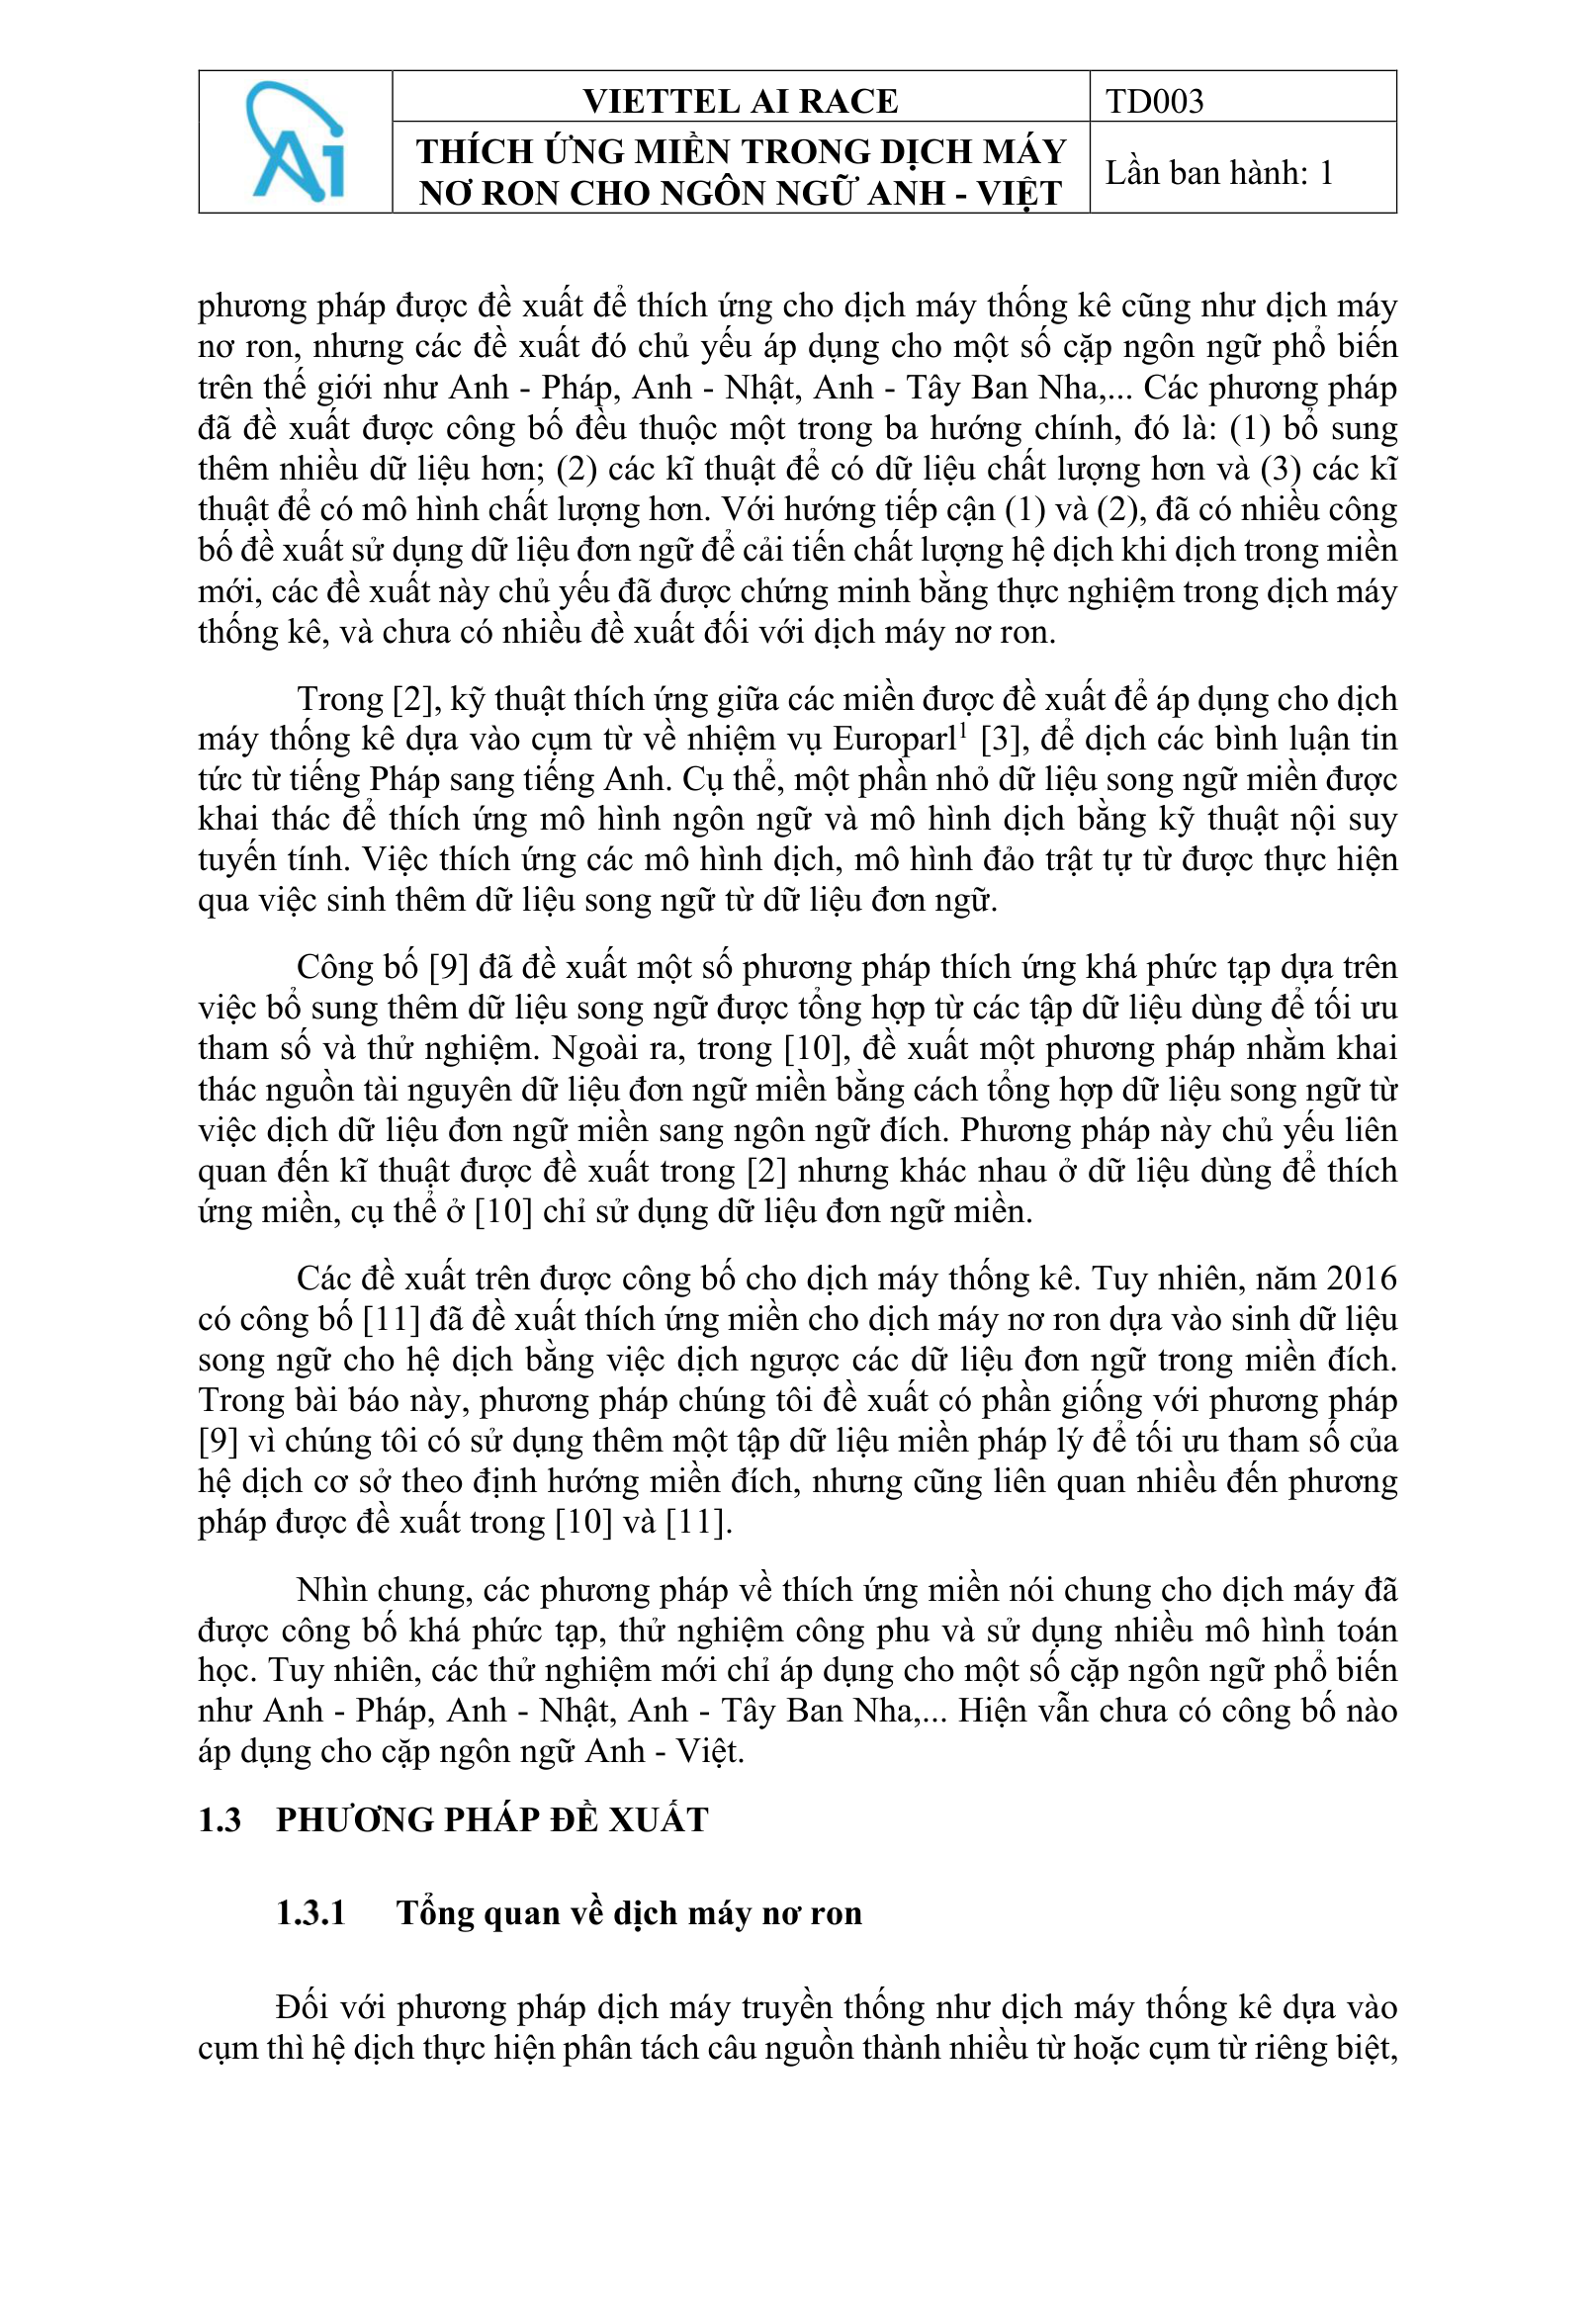 Ai
VIETTEL AI RACE
TD003
THÍCH ỨNG MIỀN TRONG DỊCH MÁY
NƠ RON CHO NGÔN NGỮ ANH - VIỆT
Lần ban hành: 1
phương pháp được đề xuất để thích ứng cho dịch máy thống kê cũng như dịch máy
nơ ron, nhưng các đề xuất đó chủ yếu áp dụng cho một số cặp ngôn ngữ phổ biến
trên thế giới như Anh - Pháp, Anh - Nhật, Anh - Tây Ban Nha,... Các phương pháp
đã đề xuất được công bố đều thuộc một trong ba hướng chính, đó là: (1) bổ sung
thêm nhiều dữ liệu hơn; (2) các kĩ thuật để có dữ liệu chất lượng hơn và (3) các kĩ
thuật để có mô hình chất lượng hơn. Với hướng tiếp cận (1) và (2), đã có nhiều công
bố đề xuất sử dụng dữ liệu đơn ngữ để cải tiến chất lượng hệ dịch khi dịch trong miền
mới, các đề xuất này chủ yếu đã được chứng minh bằng thực nghiệm trong dịch máy
thống kê, và chưa có nhiều đề xuất đối với dịch máy nơ ron.
Trong [2], kỹ thuật thích ứng giữa các miền được đề xuất để áp dụng cho dịch
máy thống kê dựa vào cụm từ về nhiệm vụ Europarl¹ [3], để dịch các bình luận tin
tức từ tiếng Pháp sang tiếng Anh. Cụ thể, một phần nhỏ dữ liệu song ngữ miền được
khai thác để thích ứng mô hình ngôn ngữ và mô hình dịch bằng kỹ thuật nội suy
tuyến tính. Việc thích ứng các mô hình dịch, mô hình đảo trật tự từ được thực hiện
qua việc sinh thêm dữ liệu song ngữ từ dữ liệu đơn ngữ.
Công bố [9] đã đề xuất một số phương pháp thích ứng khá phức tạp dựa trên
việc bổ sung thêm dữ liệu song ngữ được tổng hợp từ các tập dữ liệu dùng để tối ưu
tham số và thử nghiệm. Ngoài ra, trong [10], đề xuất một phương pháp nhằm khai
thác nguồn tài nguyên dữ liệu đơn ngữ miền bằng cách tổng hợp dữ liệu song ngữ từ
việc dịch dữ liệu đơn ngữ miền sang ngôn ngữ đích. Phương pháp này chủ yếu liên
quan đến kĩ thuật được đề xuất trong [2] nhưng khác nhau ở dữ liệu dùng để thích
ứng miền, cụ thể ở [10] chỉ sử dụng dữ liệu đơn ngữ miền.
Các đề xuất trên được công bố cho dịch máy thống kê. Tuy nhiên, năm 2016
có công bố [11] đã đề xuất thích ứng miền cho dịch máy nơ ron dựa vào sinh dữ liệu
song ngữ cho hệ dịch bằng việc dịch ngược các dữ liệu đơn ngữ trong miền đích.
Trong bài báo này, phương pháp chúng tôi đề xuất có phần giống với phương pháp
[9] vì chúng tôi có sử dụng thêm một tập dữ liệu miền pháp lý để tối ưu tham số của
hệ dịch cơ sở theo định hướng miền đích, nhưng cũng liên quan nhiều đến phương
pháp được đề xuất trong [10] và [11].
Nhìn chung, các phương pháp về thích ứng miền nói chung cho dịch máy đã
được công bố khá phức tạp, thử nghiệm công phu và sử dụng nhiều mô hình toán
học. Tuy nhiên, các thử nghiệm mới chỉ áp dụng cho một số cặp ngôn ngữ phổ biến
như Anh - Pháp, Anh - Nhật, Anh - Tây Ban Nha,... Hiện vẫn chưa có công bố nào
áp dụng cho cặp ngôn ngữ Anh - Việt.
1.3 PHƯƠNG PHÁP ĐỀ XUẤT
1.3.1 Tổng quan về dịch máy nơ ron
Đối với phương pháp dịch máy truyền thống như dịch máy thống kê dựa vào
cụm thì hệ dịch thực hiện phân tách câu nguồn thành nhiều từ hoặc cụm từ riêng biệt,